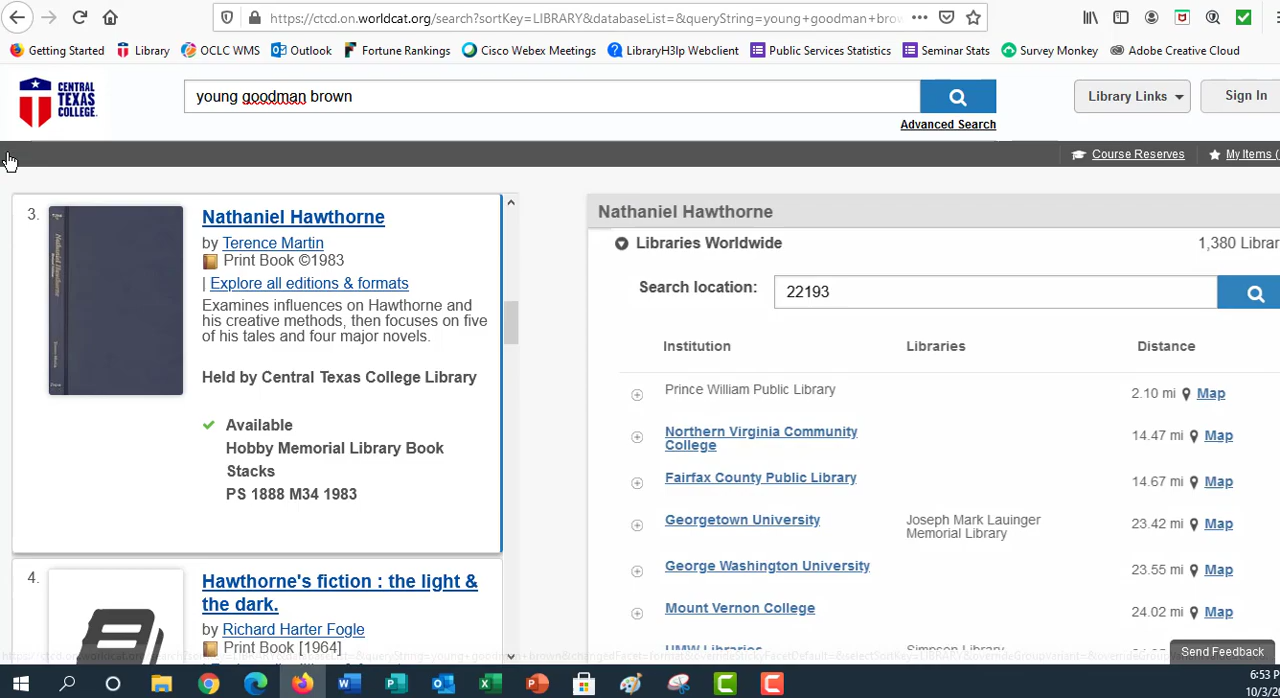 https://ctcd.on.worldcat.org/search?sortKey=LIBRARY&databaseList=&queryString=young+goodman+brow
Getting Started
Library
OCLC WMS
Outlook
Fortune Rankings
Cisco Webex Meetings
LibraryH3lp Webclient
Public Services Statistics
Seminar Stats
Survey Monkey
Adobe Creative Cloud
CENTRAL
TEXAS
COLLEGE
young goodman brown
Advanced Search
Library Links
Sign In
Course Reserves
My Items (
3.
Nathaniel Hawthorne
by Terence Martin
Print Book ©1983
| Explore all editions & formats
Examines influences on Hawthorne and
his creative methods, then focuses on five
of his tales and four major novels.
Held by Central Texas College Library
Available
Hobby Memorial Library Book
Stacks
PS 1888 M34 1983
4.
Hawthorne's fiction : the light &
the dark.
by Richard Harter Fogle
Print Book [1964]
Nathaniel Hawthorne
Libraries Worldwide
1,380 Librar
Search location:
22193
Institution Libraries Distance
Prince William Public Library 2.10 mi Map
Northern Virginia Community
College
14.47 mi Map
Fairfax County Public Library 14.67 mi Map
Georgetown University
Joseph Mark Lauinger
Memorial Library
23.42 mi Map
George Washington University 23.55 mi Map
Mount Vernon College 24.02 mi Map
Send Feedback
6:53 P
10/3/2